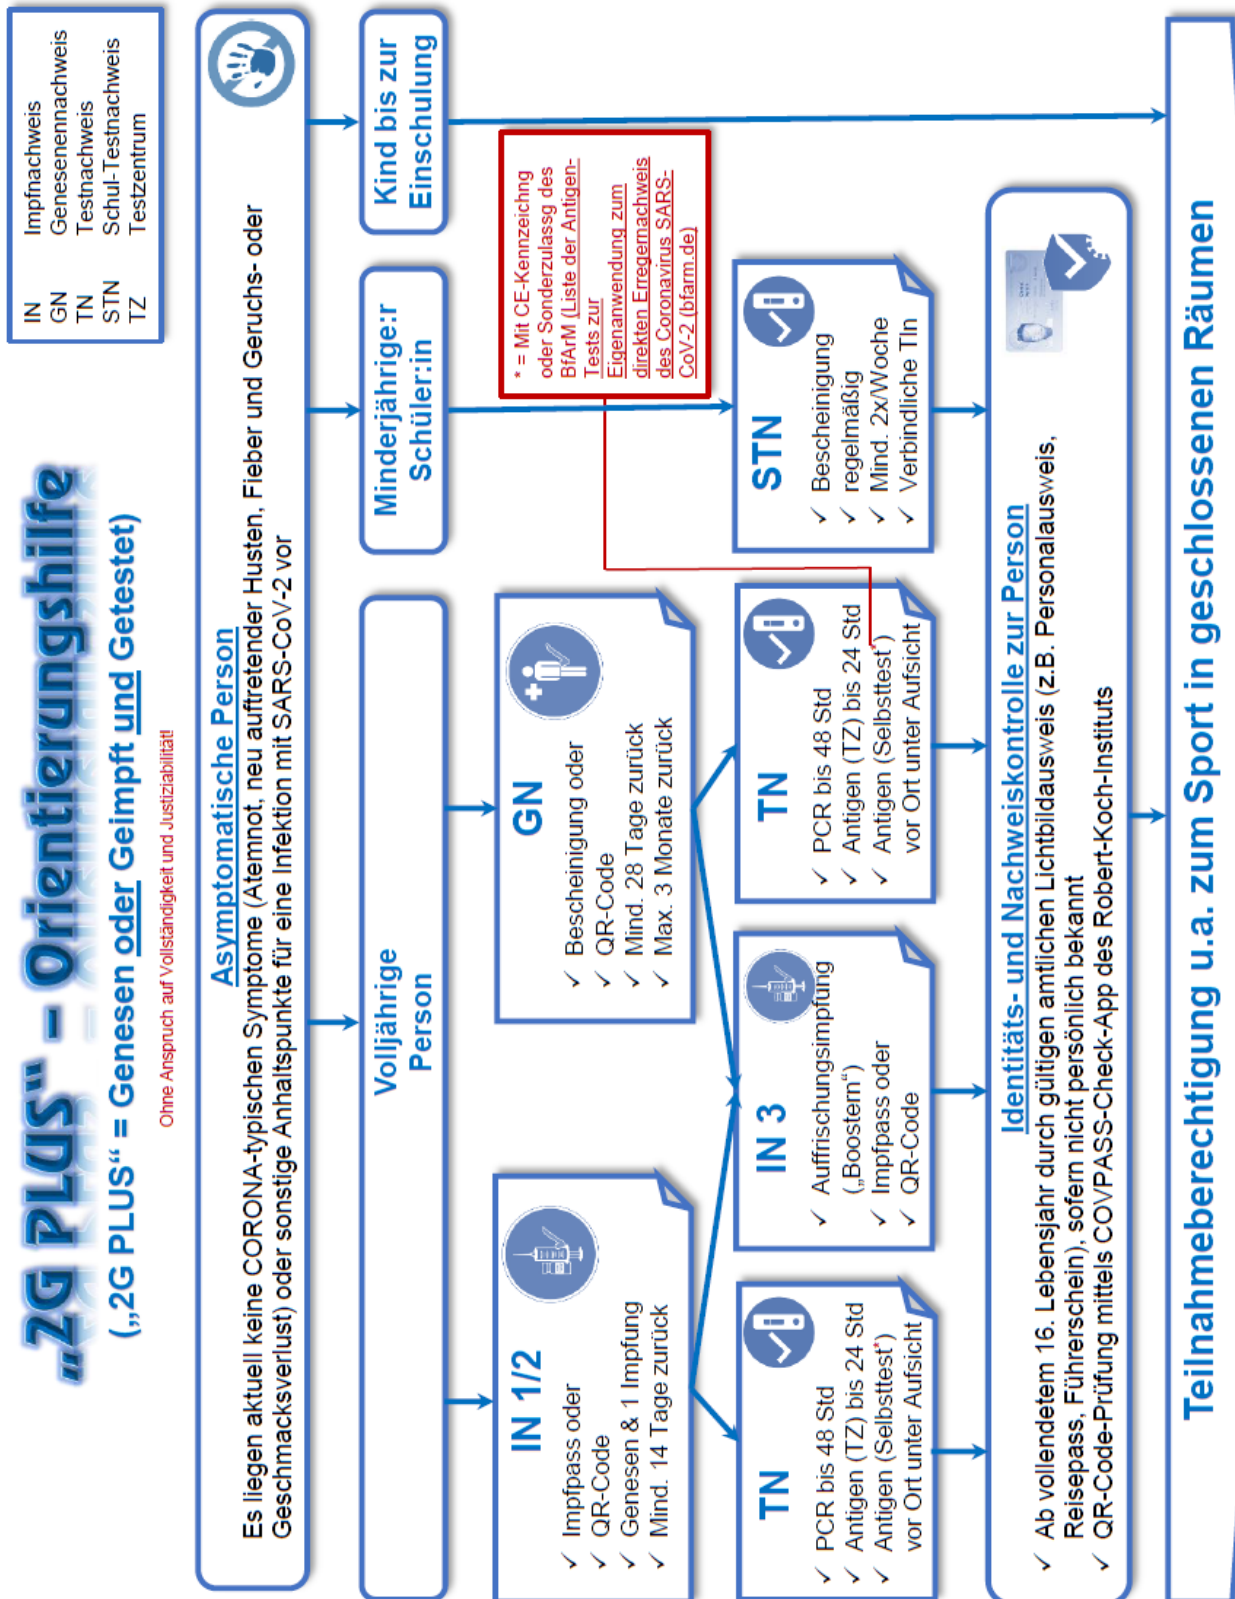 „2G PLUS“ – Orientierungshilfe
(„2G PLUS“ = Genesen oder Geimpft und Getestet)
Ohne Anspruch auf Vollständigkeit und Justiziabilität!
IN Impfnachweis
GN Genesenennachweis
TN Testnachweis
STN Schul-Testnachweis
TZ Testzentrum
Asymptomatische Person
Es liegen aktuell keine CORONA-typischen Symptome (Atemnot, neu auftretender Husten, Fieber und Geruchs- oder
Geschmacksverlust) oder sonstige Anhaltspunkte für eine Infektion mit SARS-CoV-2 vor
Volljährige
Person
Minderjährige:r
Schüler:in
Kind bis zur
Einschulung
IN 1/2
✓ Impfpass oder
✓ QR-Code
✓ Genesen & 1 Impfung
✓ Mind. 14 Tage zurück
GN
✓ Bescheinigung oder
✓ QR-Code
✓ Mind. 28 Tage zurück
✓ Max. 3 Monate zurück
* = Mit CE-Kennzeichng
oder Sonderzulassg des
BfArM (Liste der Antigen-
Tests zur
Eigenanwendung zum
direkten Erregernachweis
des Coronavirus SARS-
CoV-2 (bfarm.de)
TN
✓ PCR bis 48 Std
✓ Antigen (TZ) bis 24 Std
✓ Antigen (Selbsttest*)
vor Ort unter Aufsicht
IN 3
✓ Auffrischungsimpfung
(„Boostern“)
✓ Impfpass oder
✓ QR-Code
TN
✓ PCR bis 48 Std
✓ Antigen (TZ) bis 24 Std
✓ Antigen (Selbsttest*)
vor Ort unter Aufsicht
STN
✓ Bescheinigung
✓ regelmäßig
✓ Mind. 2x/Woche
✓ Verbindliche Tln
Identitäts- und Nachweiskontrolle zur Person
✓ Ab vollendetem 16. Lebensjahr durch gültigen amtlichen Lichtbildausweis (z.B. Personalausweis,
Reisepass, Führerschein), sofern nicht persönlich bekannt
✓ QR-Code-Prüfung mittels COVPASS-Check-App des Robert-Koch-Instituts
Teilnahmeberechtigung u.a. zum Sport in geschlossenen Räumen